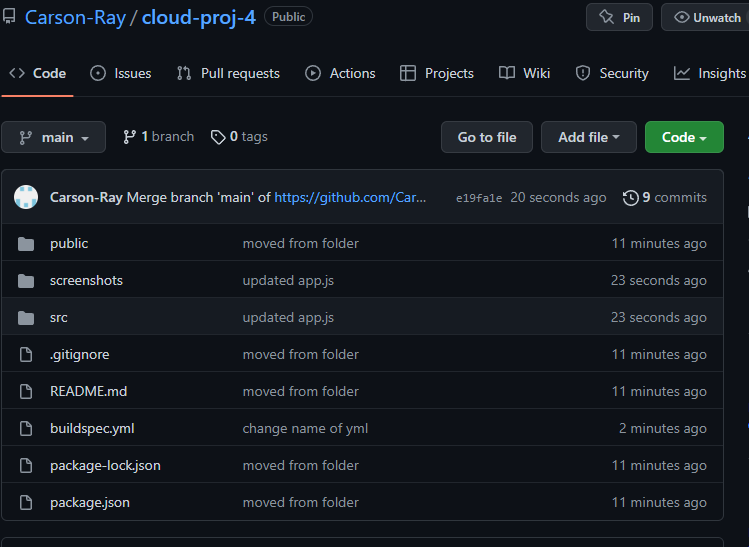 Carson-Ray / cloud-proj-4 Public Pin Unwatch
Code Issues Pull requests Actions Projects Wiki Security Insights
main 1 branch 0 tags Go to file Add file Code
Carson-Ray Merge branch 'main' of https://github.com/Car... e19fa1e 20 seconds ago 9 commits
public moved from folder 11 minutes ago
screenshots updated app.js 23 seconds ago
src updated app.js 23 seconds ago
.gitignore moved from folder 11 minutes ago
README.md moved from folder 11 minutes ago
buildspec.yml change name of yml 2 minutes ago
package-lock.json moved from folder 11 minutes ago
package.json moved from folder 11 minutes ago